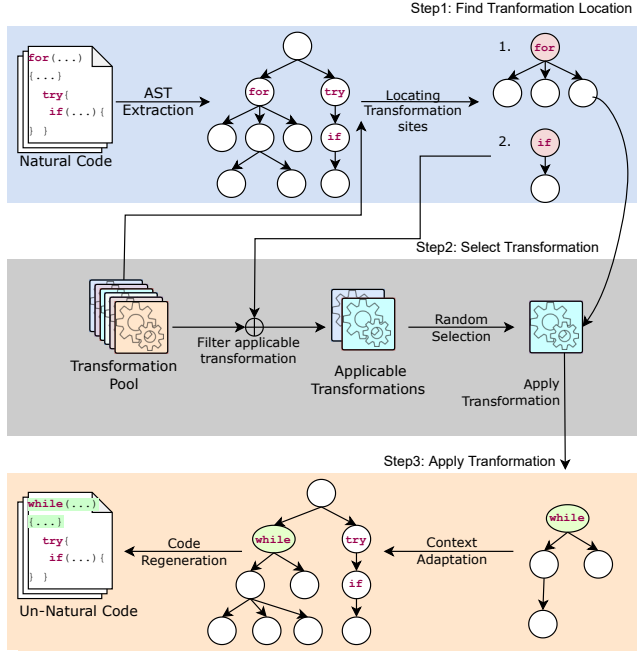 Step1: Find Tranformation Location
for(...)
{...}
try{
if(...){
} }
Natural Code
AST
Extraction
for
try
if
Locating
Transformation
sites
1.
for
2.
if
Step2: Select Transformation
Transformation
Pool
Filter applicable
transformation
Applicable
Transformations
Random
Selection
Apply
Transformation
Step3: Apply Tranformation
while(...)
{...}
try{
if(...){
} }
Un-Natural Code
Code
Regeneration
while
try
if
Context
Adaptation
while